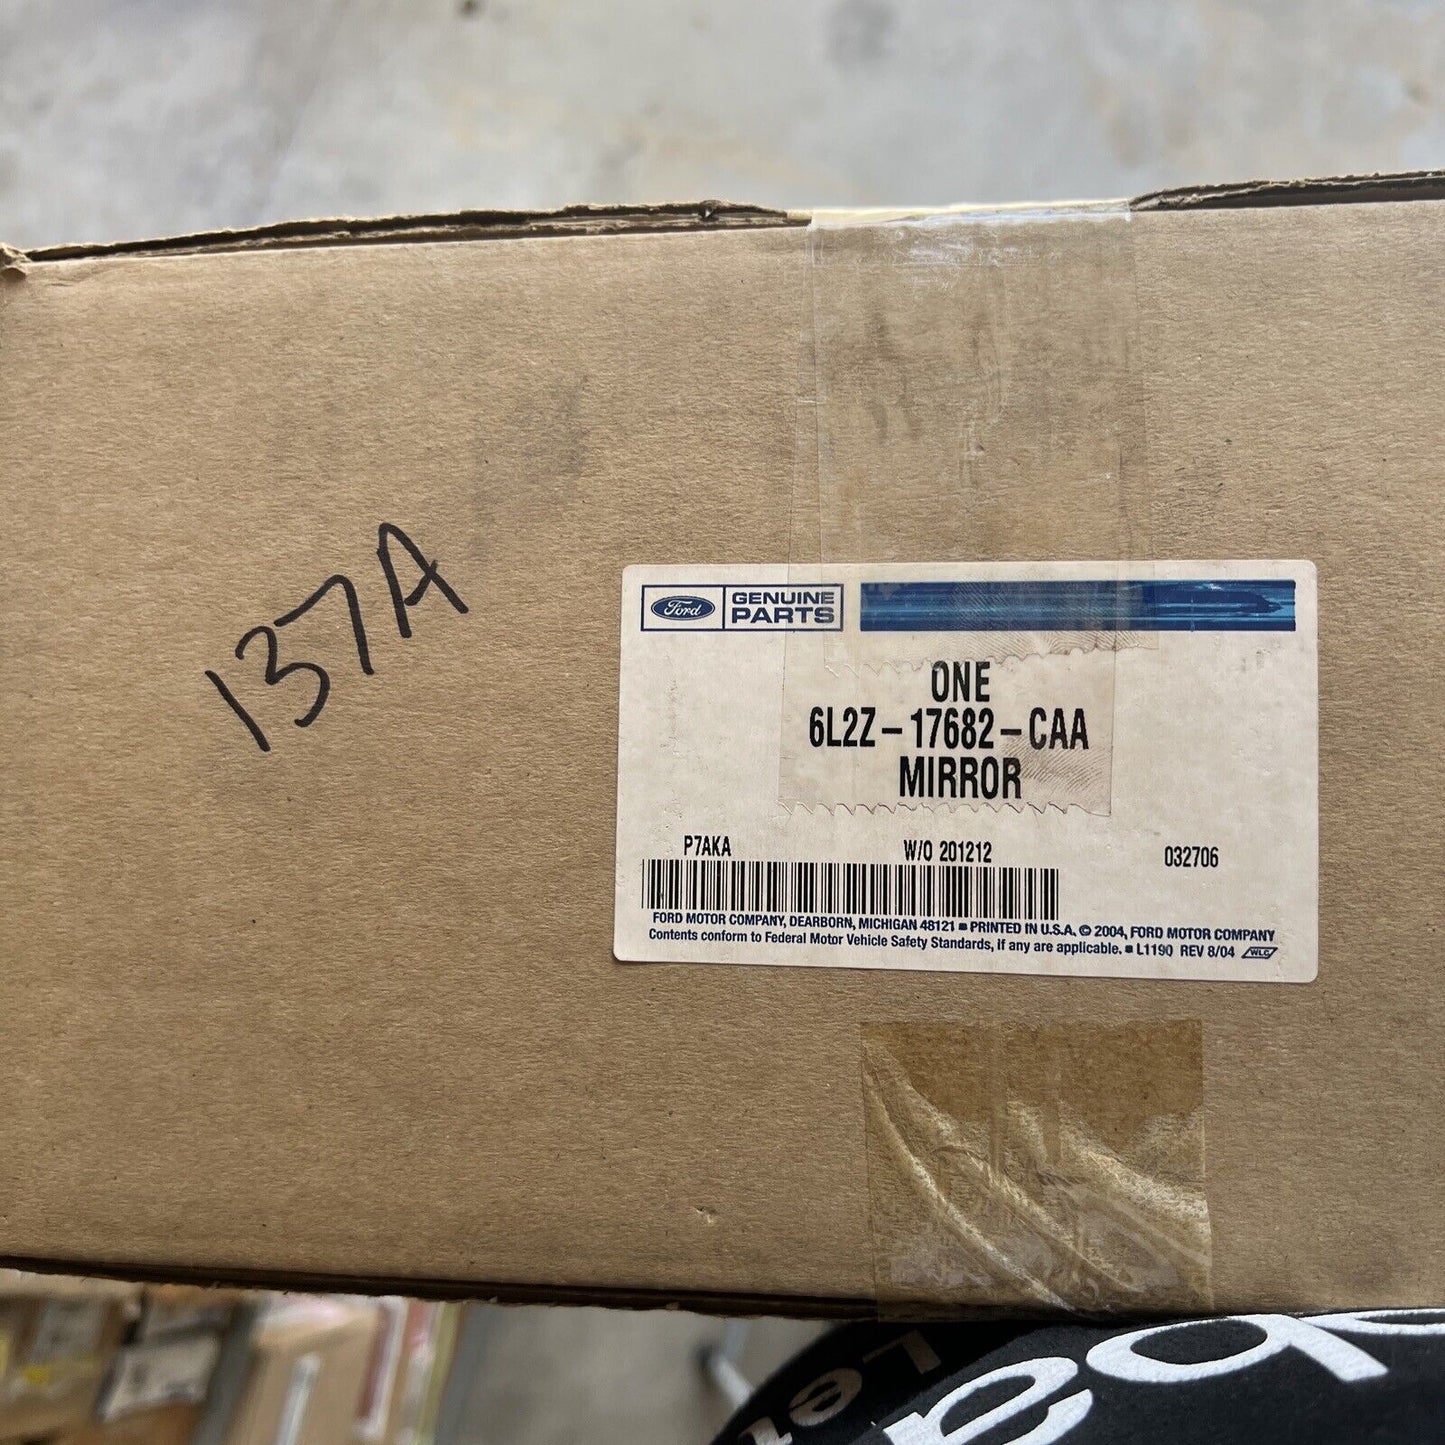 137A
Ford GENUINE
PARTS
ONE
6L2Z-17682-CAA
MIRROR
P7AKA W/O 201212 032706
FORD MOTOR COMPANY, DEARBORN, MICHIGAN 48121 ■ PRINTED IN U.S.A. © 2004, FORD MOTOR COMPANY
Contents conform to Federal Motor Vehicle Safety Standards, if any are applicable. ■ L1190 REV 8/04 WLC